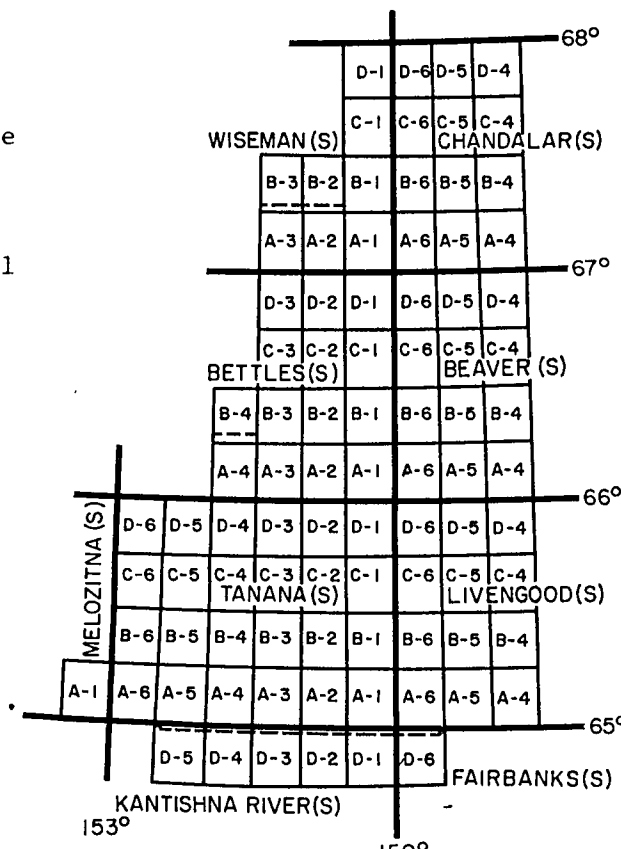 68°
D-1 D-6 D-5 D-4
e
C-1 C-6 C-5 C-4
WISEMAN (S) CHANDALAR(S)
B-3 B-2 B-1 B-6 B-5 B-4
A-3 A-2 A-1 A-6 A-5 A-4
l
67°
D-3 D-2 D-1 D-6 D-5 D-4
C-3 C-2 C-1 C-6 C-5 C-4
BETTLES(S) BEAVER (S)
B-4 B-3 B-2 B-1 B-6 B-5 B-4
A-4 A-3 A-2 A-1 A-6 A-5 A-4
66°
MELOZITNA (S)
D-6 D-5 D-4 D-3 D-2 D-1 D-6 D-5 D-4
C-6 C-5 C-4 C-3 C-2 C-1 C-6 C-5 C-4
TANANA(S) LIVENGOOD(S)
B-6 B-5 B-4 B-3 B-2 B-1 B-6 B-5 B-4
A-1 A-6 A-5 A-4 A-3 A-2 A-1 A-6 A-5 A-4
65°
D-5 D-4 D-3 D-2 D-1 D-6
FAIRBANKS(S)
KANTISHNA RIVER(S)
153°